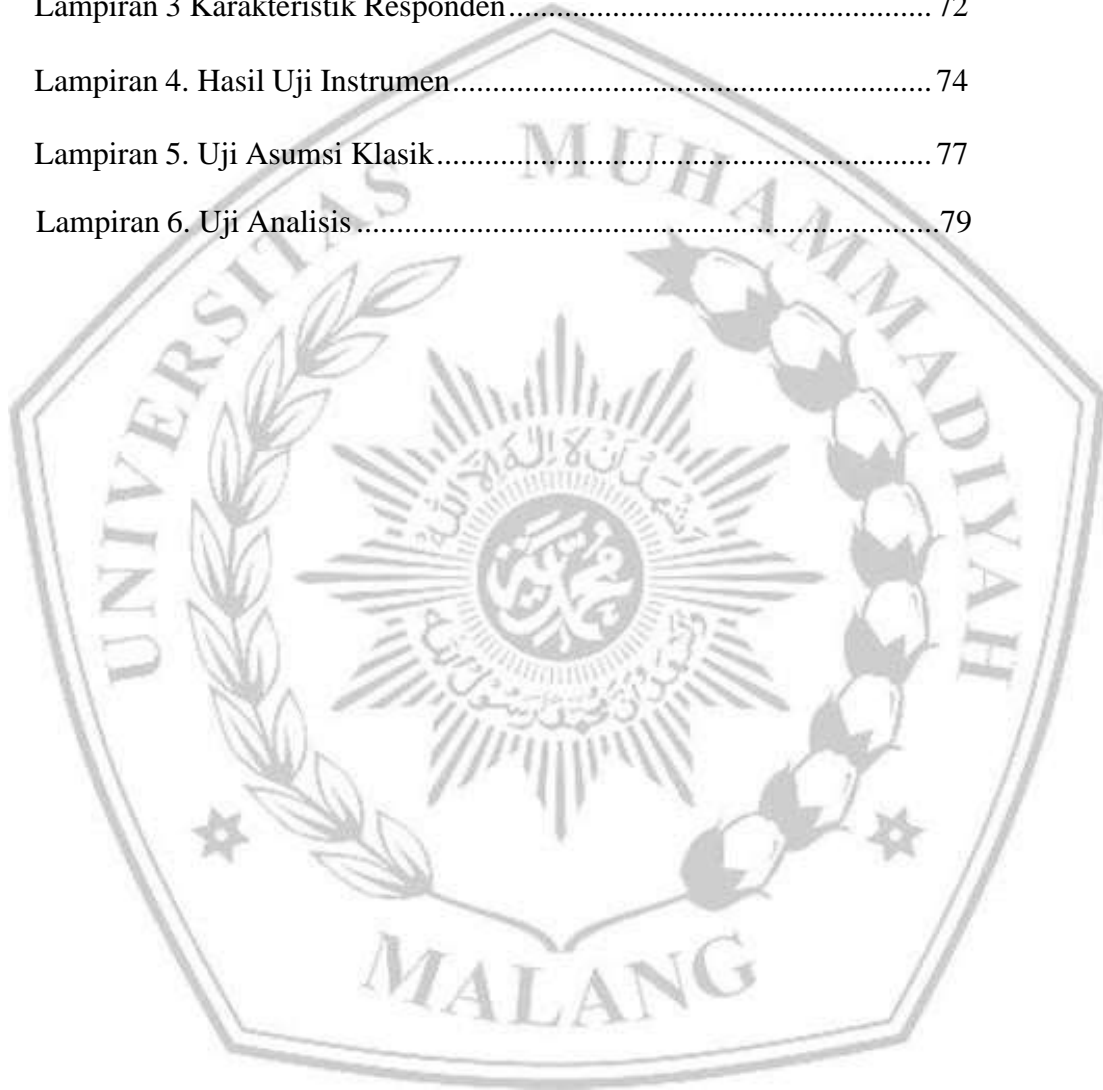 Lampiran 3 Karakteristik Responden............................................................ 72
Lampiran 4. Hasil Uji Instrumen............................................................ 74
Lampiran 5. Uji Asumsi Klasik............................................................... 77
Lampiran 6. Uji Analisis .........................................................................79
UNIVERSITAS MUHAMMADIYAH
MALANG